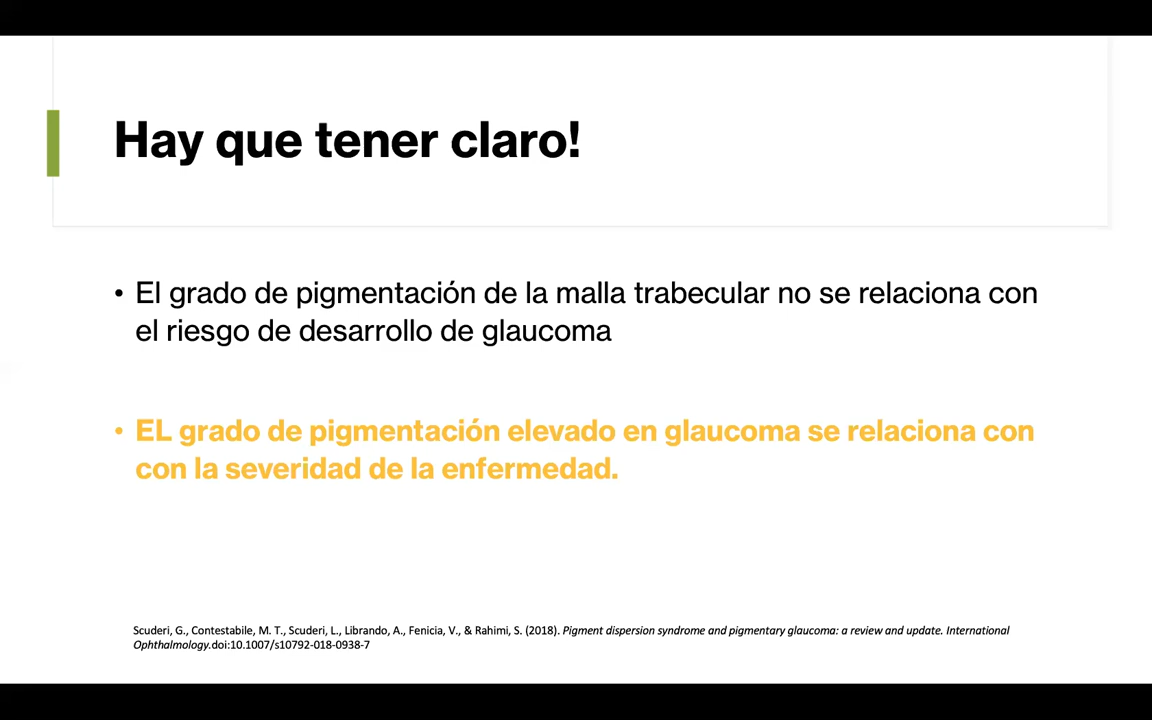 Hay que tener claro!
• El grado de pigmentación de la malla trabecular no se relaciona con
el riesgo de desarrollo de glaucoma
• EL grado de pigmentación elevado en glaucoma se relaciona con
con la severidad de la enfermedad.
Scuderi, G., Contestabile, M. T., Scuderi, L., Librando, A., Fenicia, V., & Rahimi, S. (2018). Pigment dispersion syndrome and pigmentary glaucoma: a review and update. International
Ophthalmology.doi:10.1007/s10792-018-0938-7